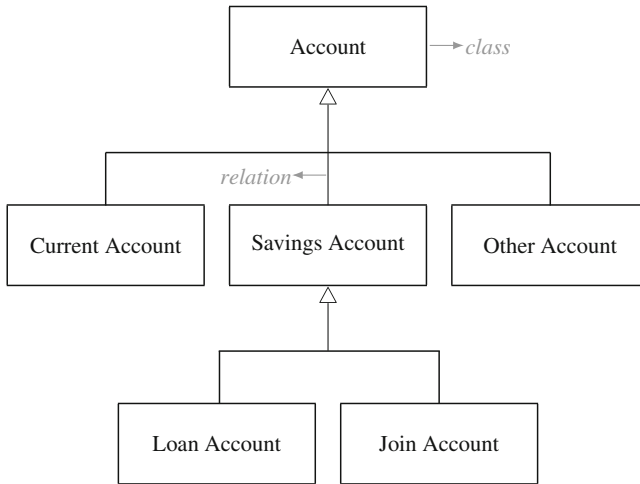 Account
class
relation
Current Account
Savings Account
Other Account
Loan Account
Join Account